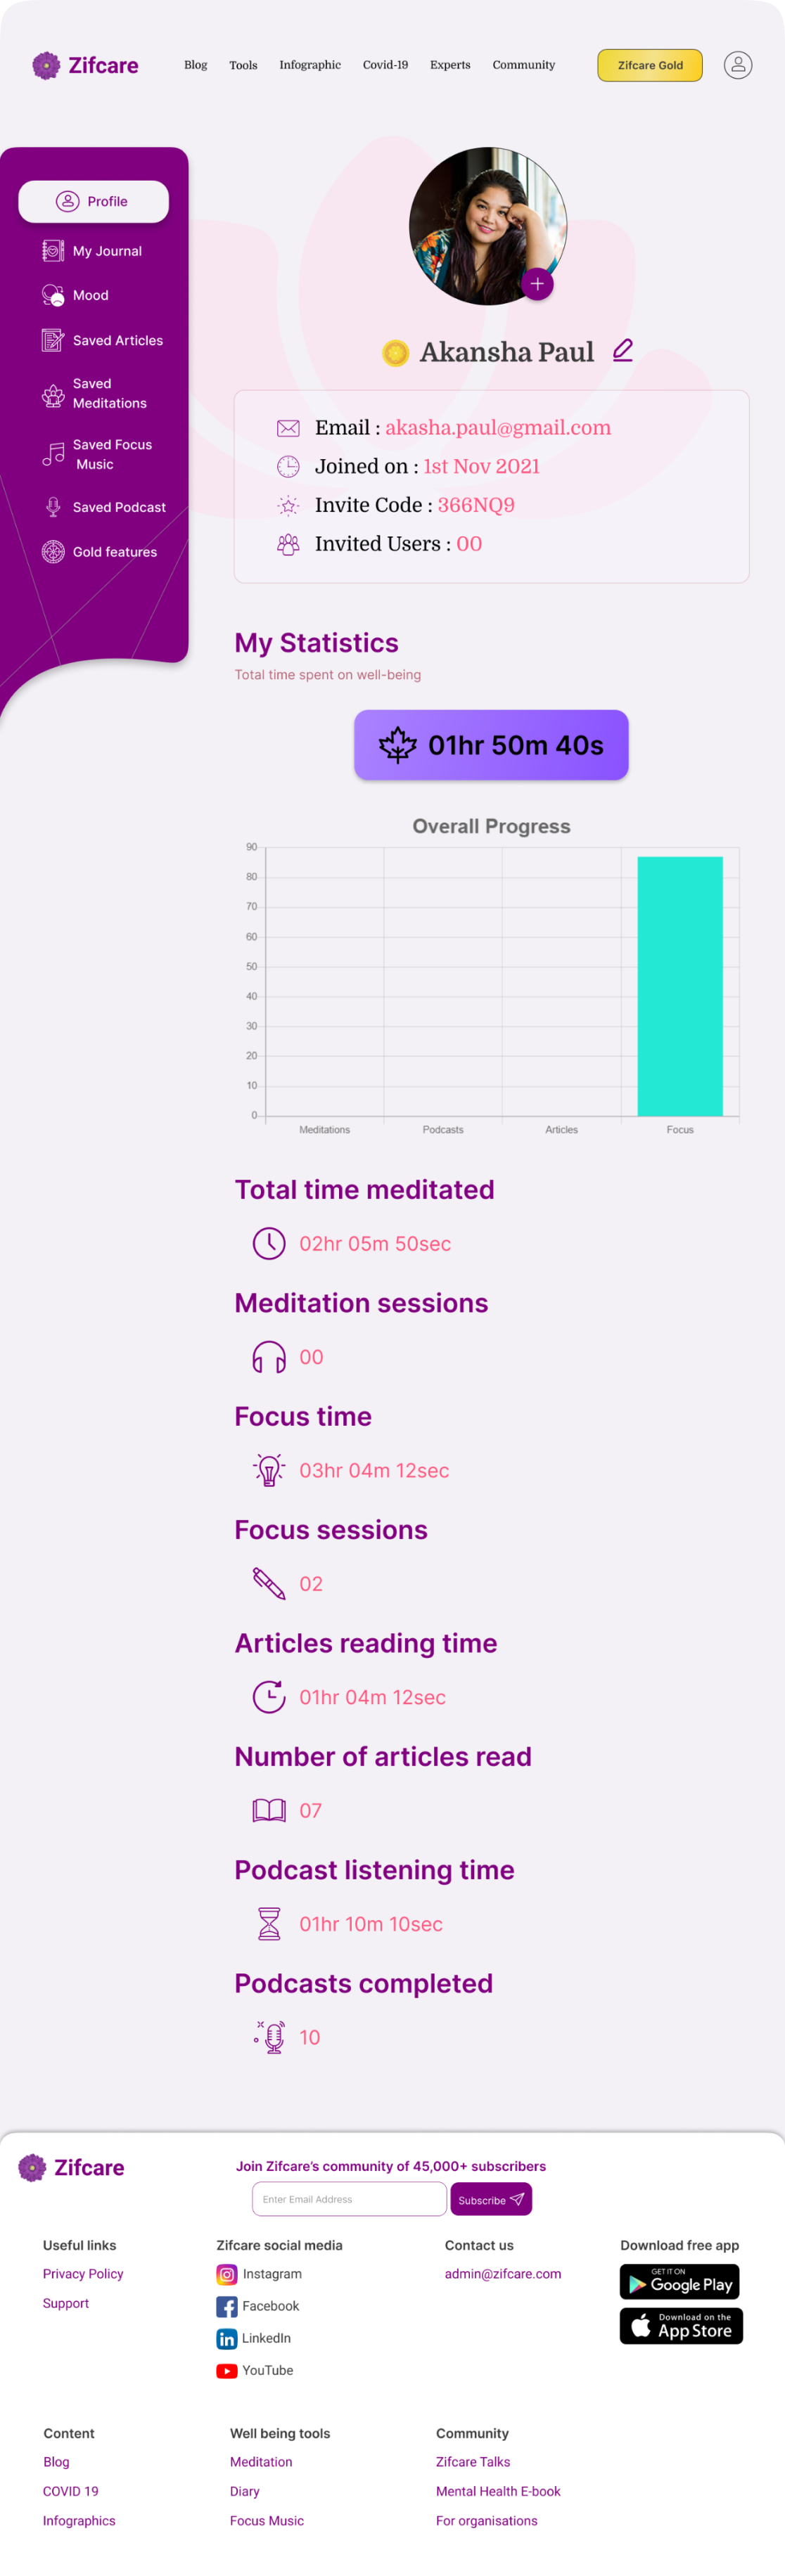 Zifcare
Blog Tools Infographic Covid-19 Experts Community
Zifcare Gold
Profile
My Journal
Mood
Saved Articles
Saved
Meditations
Saved Focus
Music
Saved Podcast
Gold features
Akansha Paul
Email : akasha.paul@gmail.com
Joined on : 1st Nov 2021
Invite Code : 366NQ9
Invited Users : 00
My Statistics
Total time spent on well-being
01hr 50m 40s
Overall Progress
90
80
70
60
50
40
30
20
10
0
Meditations Podcasts Articles Focus
Total time meditated
02hr 05m 50sec
Meditation sessions
00
Focus time
03hr 04m 12sec
Focus sessions
02
Articles reading time
01hr 04m 12sec
Number of articles read
07
Podcast listening time
01hr 10m 10sec
Podcasts completed
10
Zifcare
Join Zifcare's community of 45,000+ subscribers
Enter Email Address
Subscribe
Useful links
Privacy Policy
Support
Zifcare social media
Instagram
Facebook
LinkedIn
YouTube
Contact us
admin@zifcare.com
Download free app
GET IT ON
Google Play
Download on the
App Store
Content
Blog
COVID 19
Infographics
Well being tools
Meditation
Diary
Focus Music
Community
Zifcare Talks
Mental Health E-book
For organisations